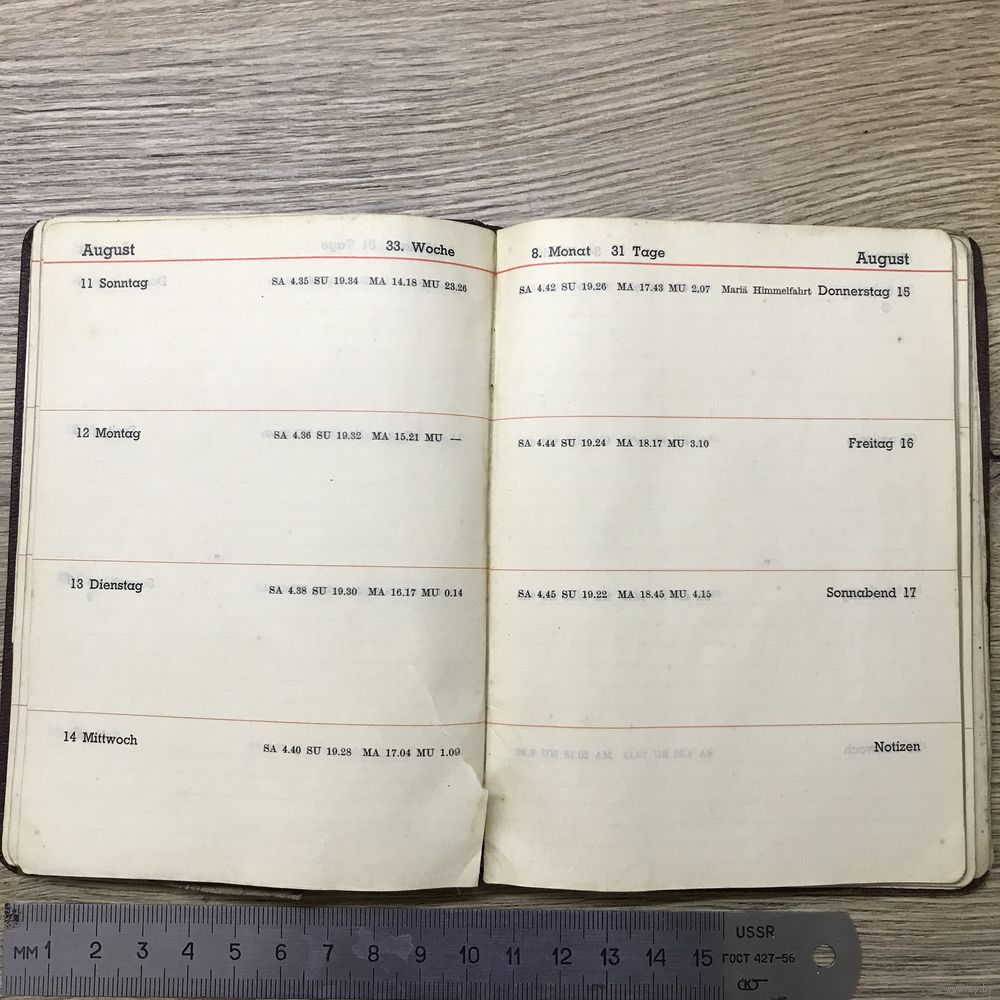 August 33. Woche
11 Sonntag SA 4.35 SU 19.34 MA 14.18 MU 23.26
12 Montag SA 4.36 SU 19.32 MA 15.21 MU —
13 Dienstag SA 4.38 SU 19.30 MA 16.17 MU 0.14
14 Mittwoch SA 4.40 SU 19.28 MA 17.04 MU 1.09
8. Monat 31 Tage August
SA 4.42 SU 19.26 MA 17.43 MU 2.07 Mariä Himmelfahrt Donnerstag 15
SA 4.44 SU 19.24 MA 18.17 MU 3.10 Freitag 16
SA 4.45 SU 19.22 MA 18.45 MU 4.15 Sonnabend 17
Notizen
USSR
мм 1 2 3 4 5 6 7 8 9 10 11 12 13 14 15 ГОСТ 427-56